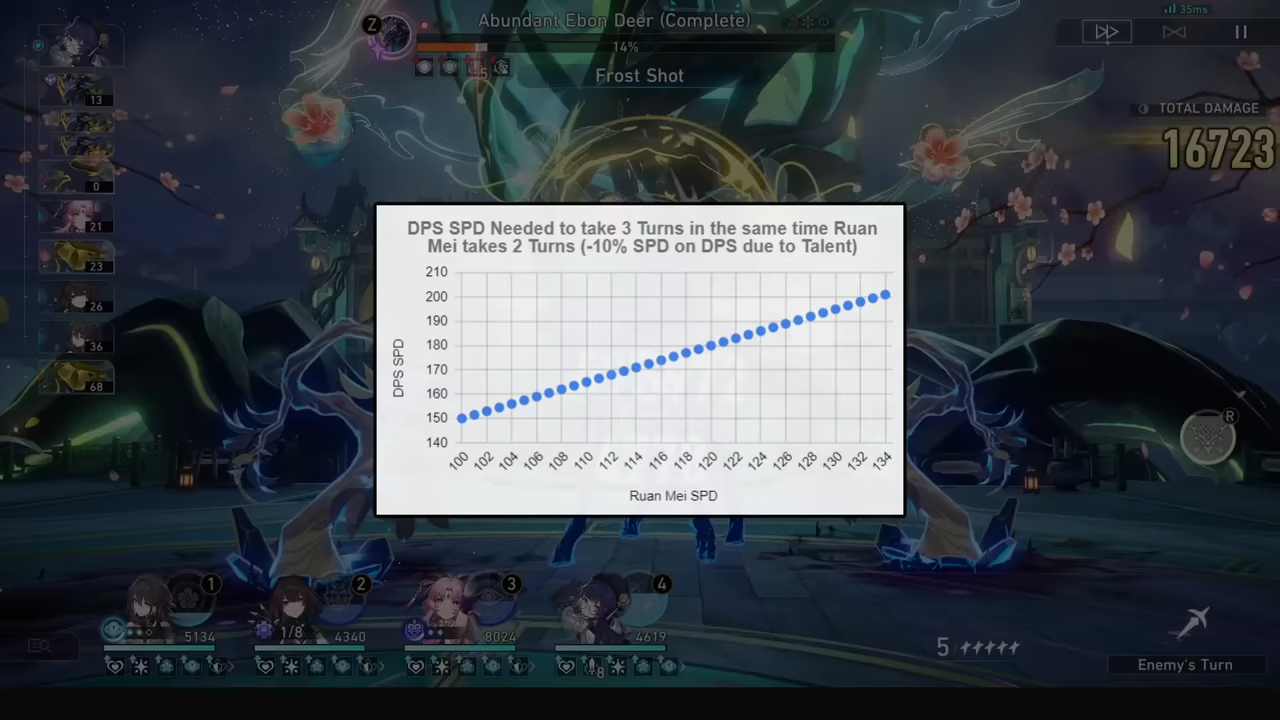 Z
Abundant Ebon Deer (Complete)
35ms
14%
5
Frost Shot
13
0
21
23
26
36
68
TOTAL DAMAGE
16723
DPS SPD Needed to take 3 Turns in the same time Ruan
Mei takes 2 Turns (-10% SPD on DPS due to Talent)
DPS SPD
210
200
190
180
170
160
150
140
100 102 104 106 108 110 112 114 116 118 120 122 124 126 128 130 132 134
Ruan Mei SPD
R
1
2
3
4
5134
1/8
4340
8024
4619
8
5
Enemy's Turn